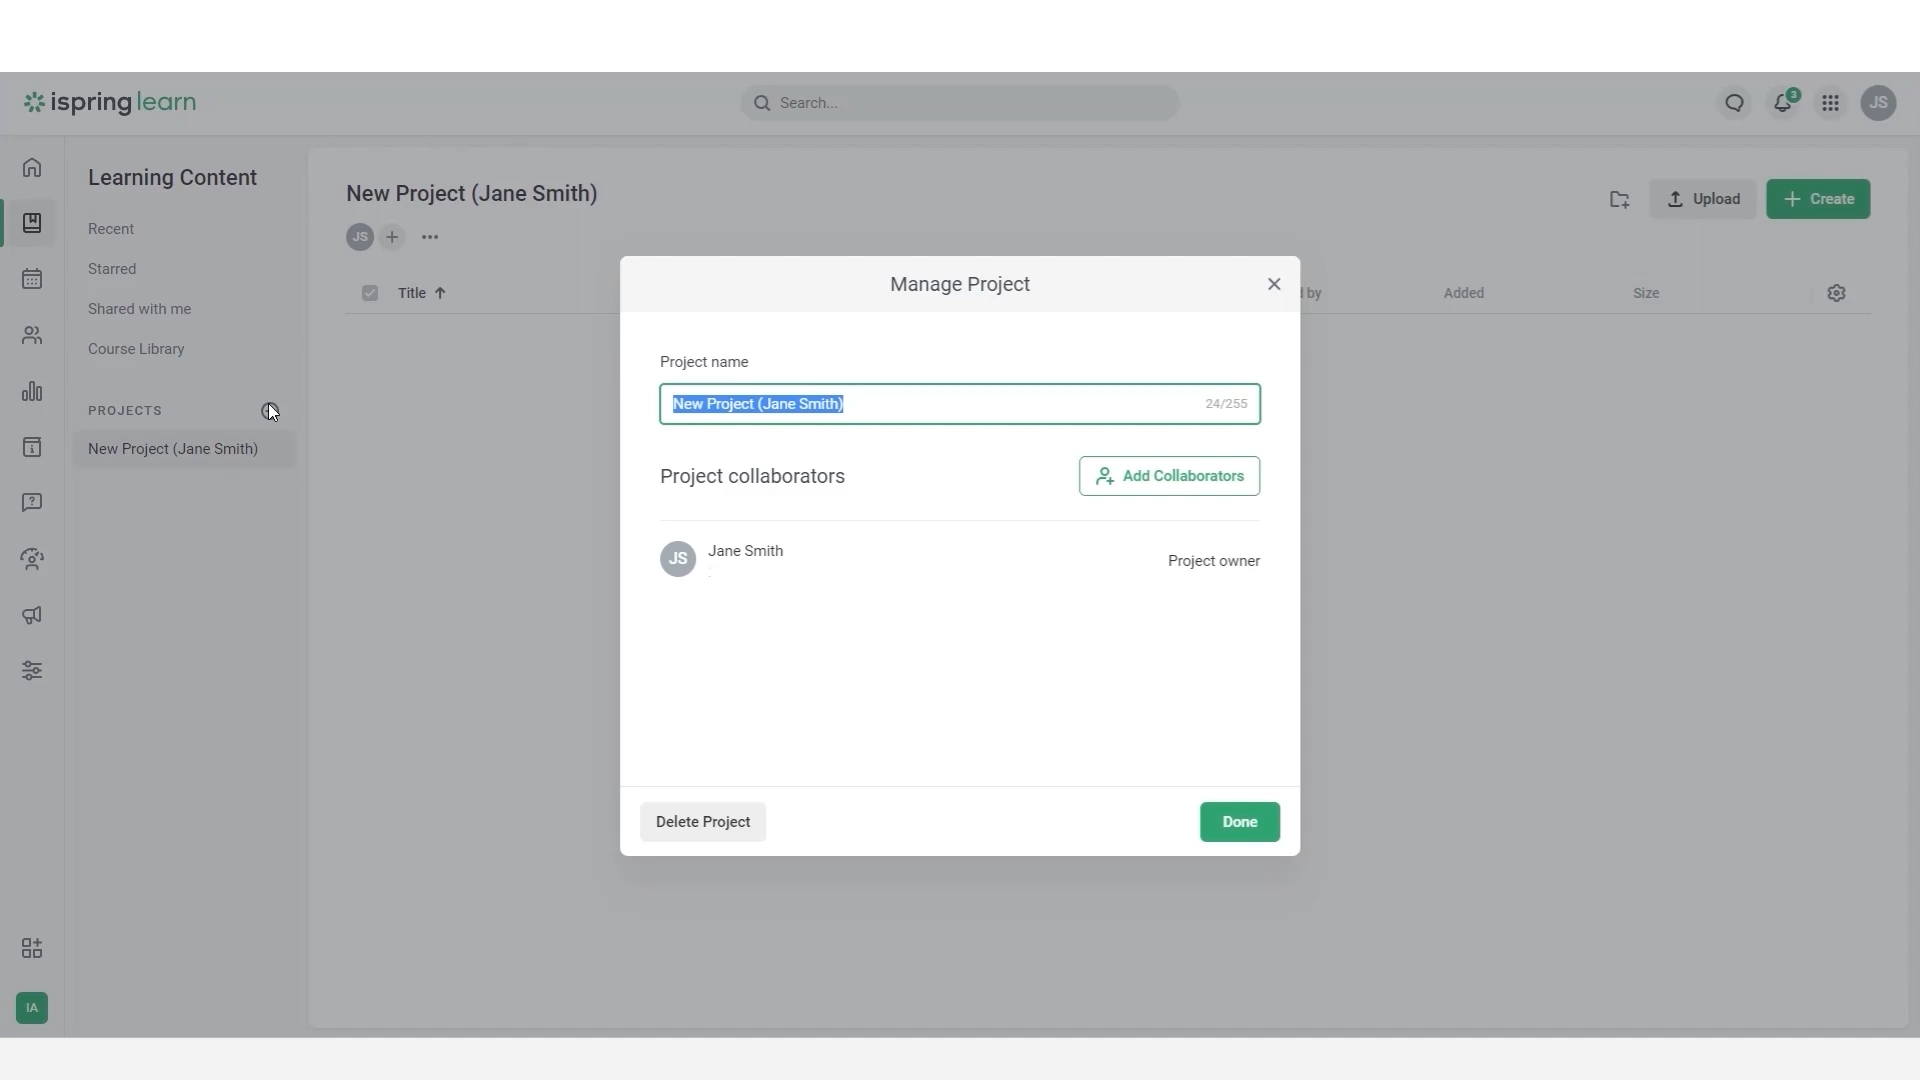 ispring learn
Search...
3
JS
Learning Content
Recent
Starred
Shared with me
Course Library
PROJECTS
New Project (Jane Smith)
IA
New Project (Jane Smith)
JS
Upload
Create
Title
by
Added
Size
Manage Project
Project name
New Project (Jane Smith)
24/255
Project collaborators
Add Collaborators
JS
Jane Smith
Project owner
Delete Project
Done